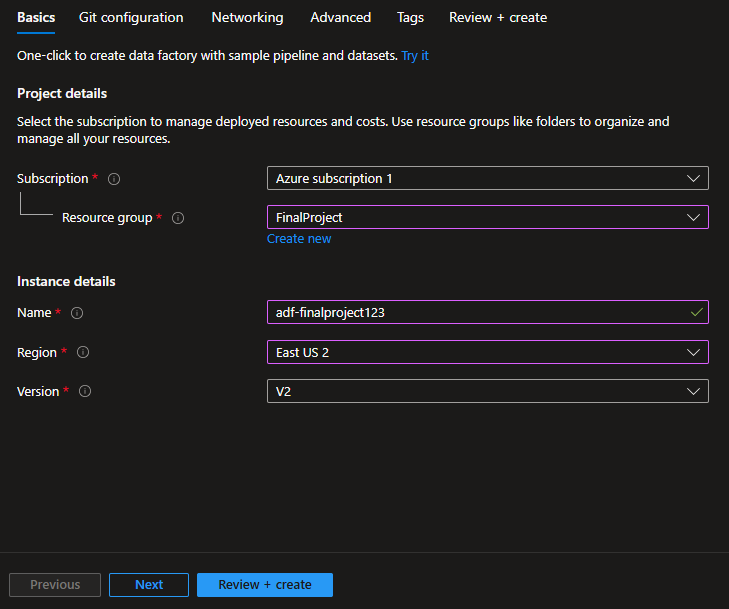 Basics Git configuration Networking Advanced Tags Review + create
One-click to create data factory with sample pipeline and datasets. Try it
Project details
Select the subscription to manage deployed resources and costs. Use resource groups like folders to organize and
manage all your resources.
Subscription * Azure subscription 1
Resource group * FinalProject
Create new
Instance details
Name * adf-finalproject123
Region * East US 2
Version * V2
Previous Next Review + create